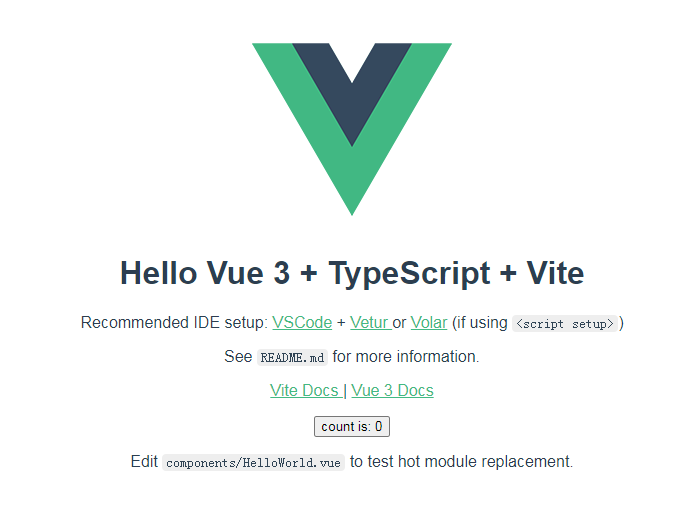 Hello Vue 3 + TypeScript + Vite
Recommended IDE setup: VSCode + Vetur or Volar (if using <script setup>)
See README.md for more information.
Vite Docs | Vue 3 Docs
count is: 0
Edit components/HelloWorld.vue to test hot module replacement.